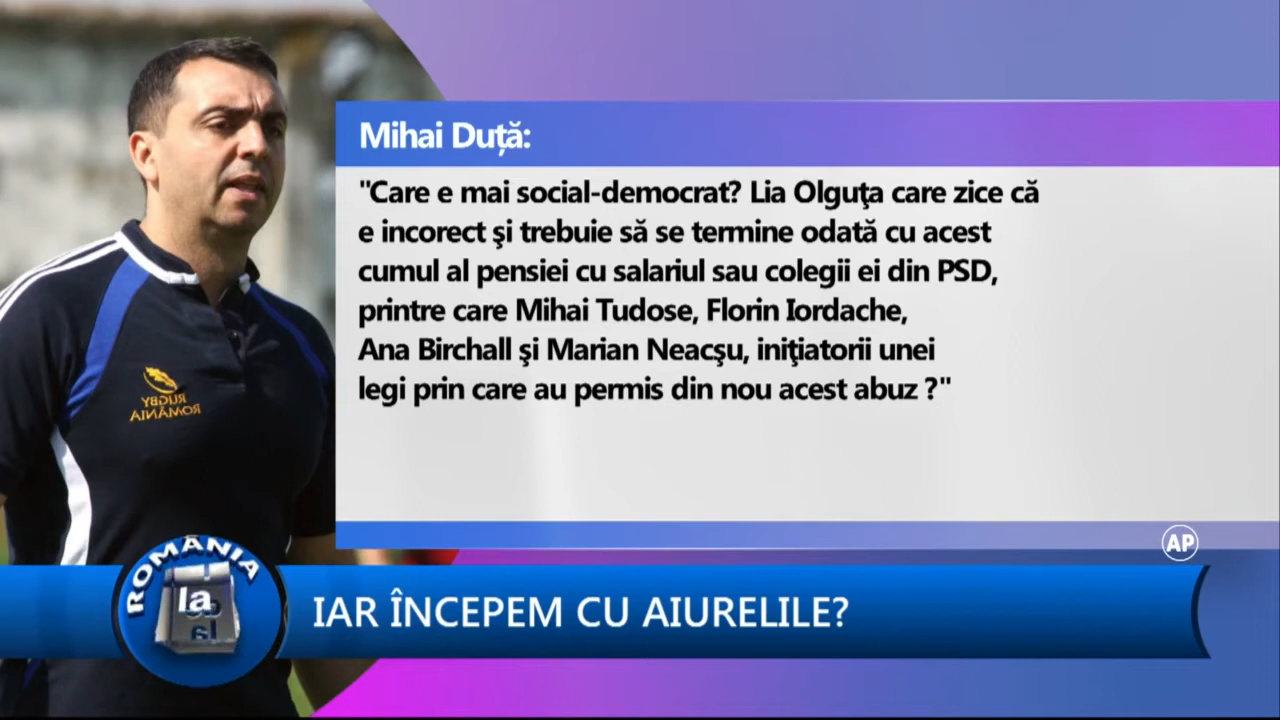 Mihai Duță:
"Care e mai social-democrat? Lia Olguţa care zice că
e incorect şi trebuie să se termine odată cu acest
cumul al pensiei cu salariul sau colegii ei din PSD,
printre care Mihai Tudose, Florin Iordache,
Ana Birchall şi Marian Neacşu, iniţiatorii unei
legi prin care au permis din nou acest abuz ?"
RUGBY
ROMÂNIA
AP
ROMÂNIA
la
IAR ÎNCEPEM CU AIURELILE?